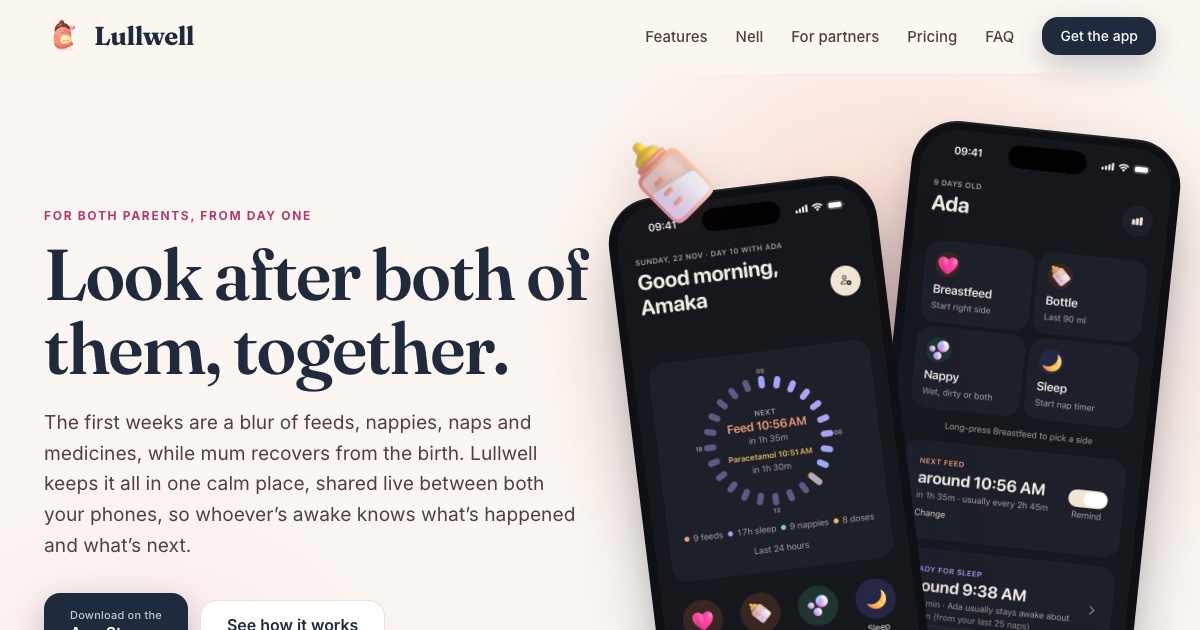 Lullwell
Features
Nell
For partners
Pricing
FAQ
Get the app
FOR BOTH PARENTS, FROM DAY ONE
Look after both of
them, together.
The first weeks are a blur of feeds, nappies, naps and
medicines, while mum recovers from the birth. Lullwell
keeps it all in one calm place, shared live between both
your phones, so whoever’s awake knows what’s happened
and what’s next.
Download on the
See how it works
09:41
SUNDAY, 22 NOV · DAY 10 WITH ADA
Good morning,
Amaka
00
06
12
18
NEXT
Feed 10:56 AM
in 1h 35m
Paracetamol 10:51 AM
in 1h 30m
9 feeds
17h sleep
9 nappies
8 doses
Last 24 hours
Sleep
09:41
9 DAYS OLD
Ada
Breastfeed
Start right side
Bottle
Last 90 ml
Nappy
Wet, dirty or both
Sleep
Start nap timer
Long-press Breastfeed to pick a side
NEXT FEED
around 10:56 AM
in 1h 35m · usually every 2h 45m
Change
Remind
FOR SLEEP
9:38 AM
min · Ada usually stays awake about
(from your last 25 naps)